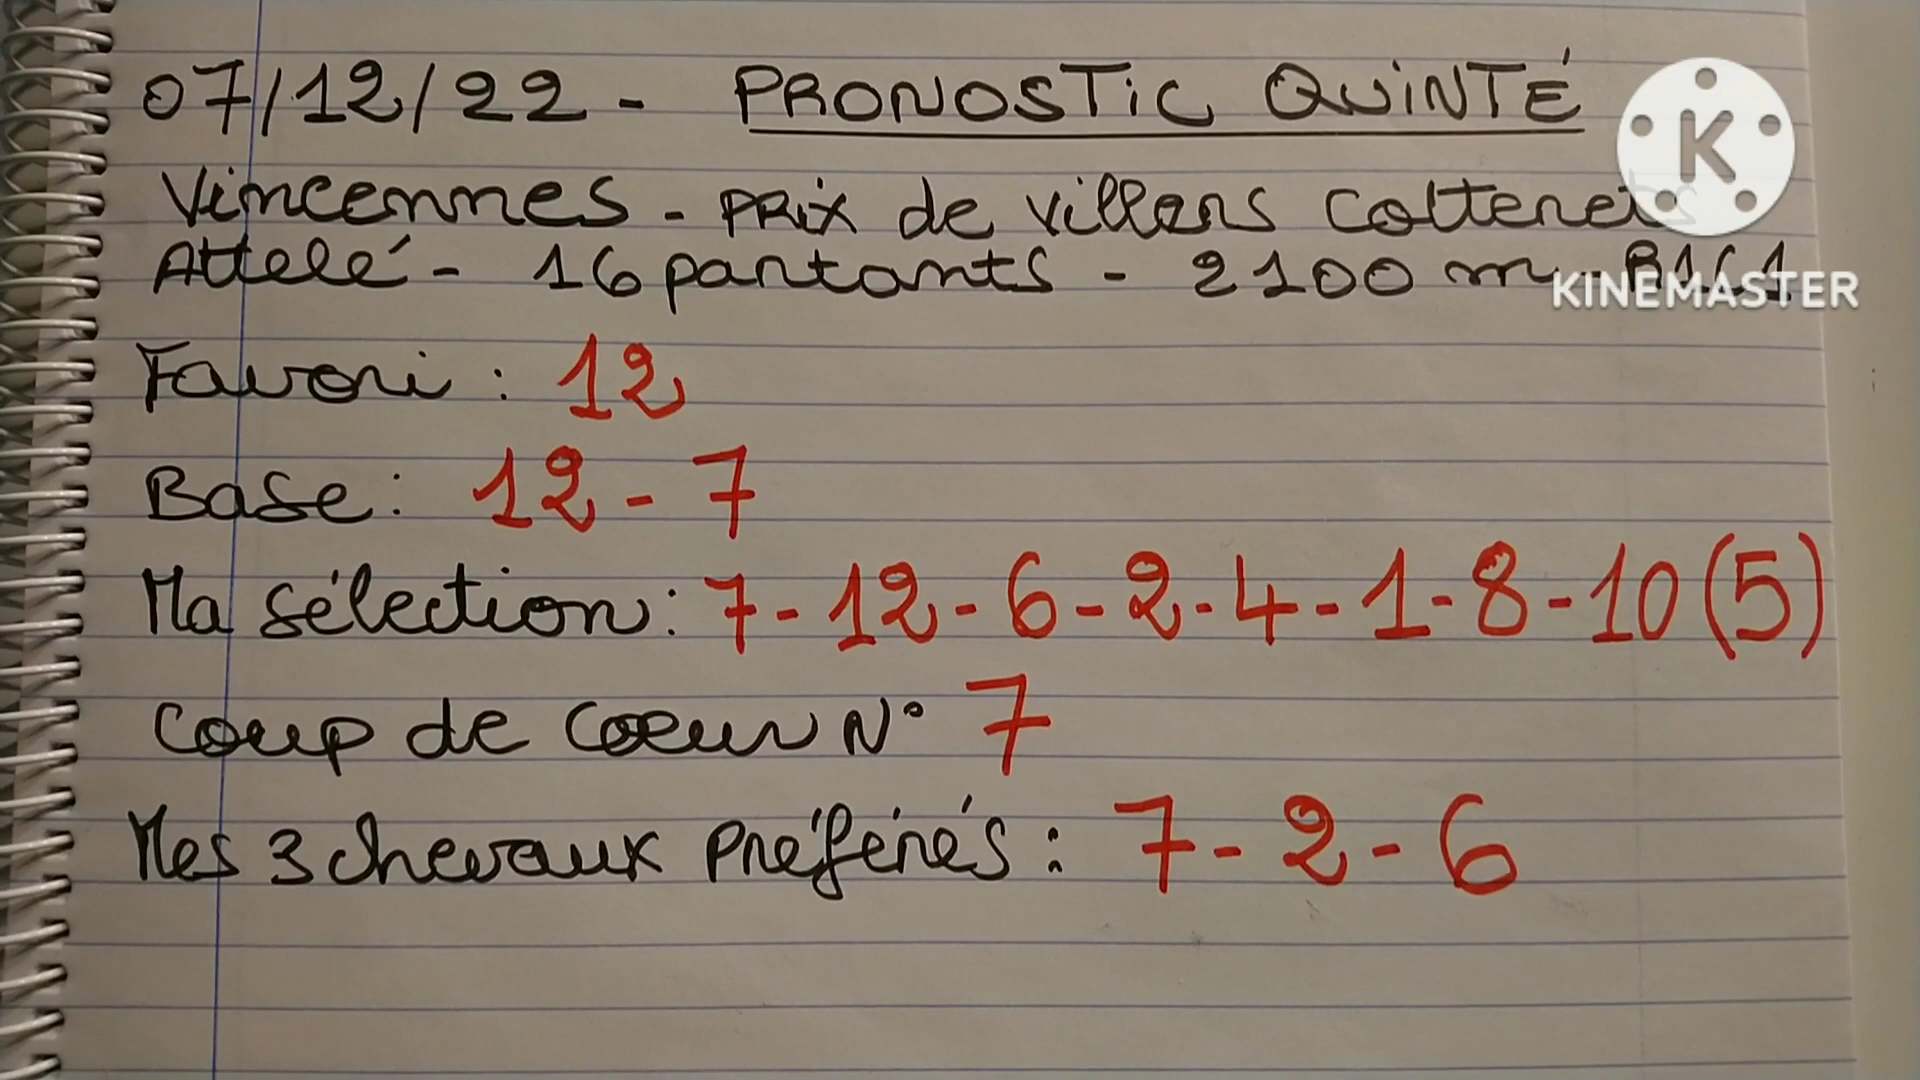 07/12/22 - PRONOSTIC QUINTÉ
Vincennes - PRIX de Villers Cotterets
Attelé - 16 partants - 2100 m - R1C1
KINEMASTER
Favori : 12
Base : 12 - 7
Ma sélection : 7 - 12 - 6 - 2 - 4 - 1 - 8 - 10 (5)
Coup de Coeur N° 7
Mes 3 chevaux préférés : 7 - 2 - 6